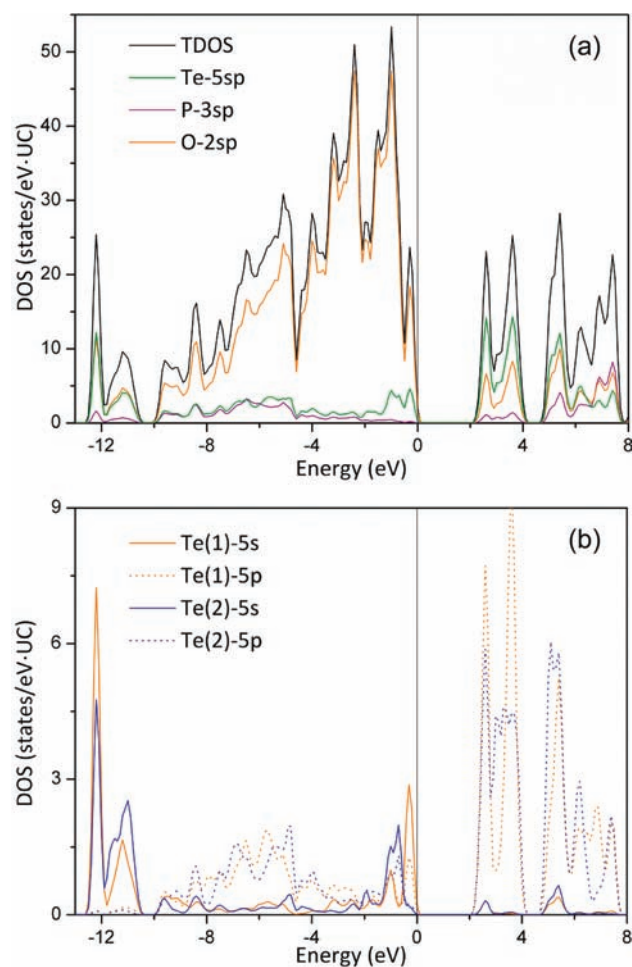 (a)
TDOS
Te-5sp
P-3sp
O-2sp
DOS (states/eV·UC)
50
40
30
20
10
0
-12 -8 -4 0 4 8
Energy (eV)
(b)
Te(1)-5s
Te(1)-5p
Te(2)-5s
Te(2)-5p
DOS (states/eV·UC)
9
6
3
0
-12 -8 -4 0 4 8
Energy (eV)